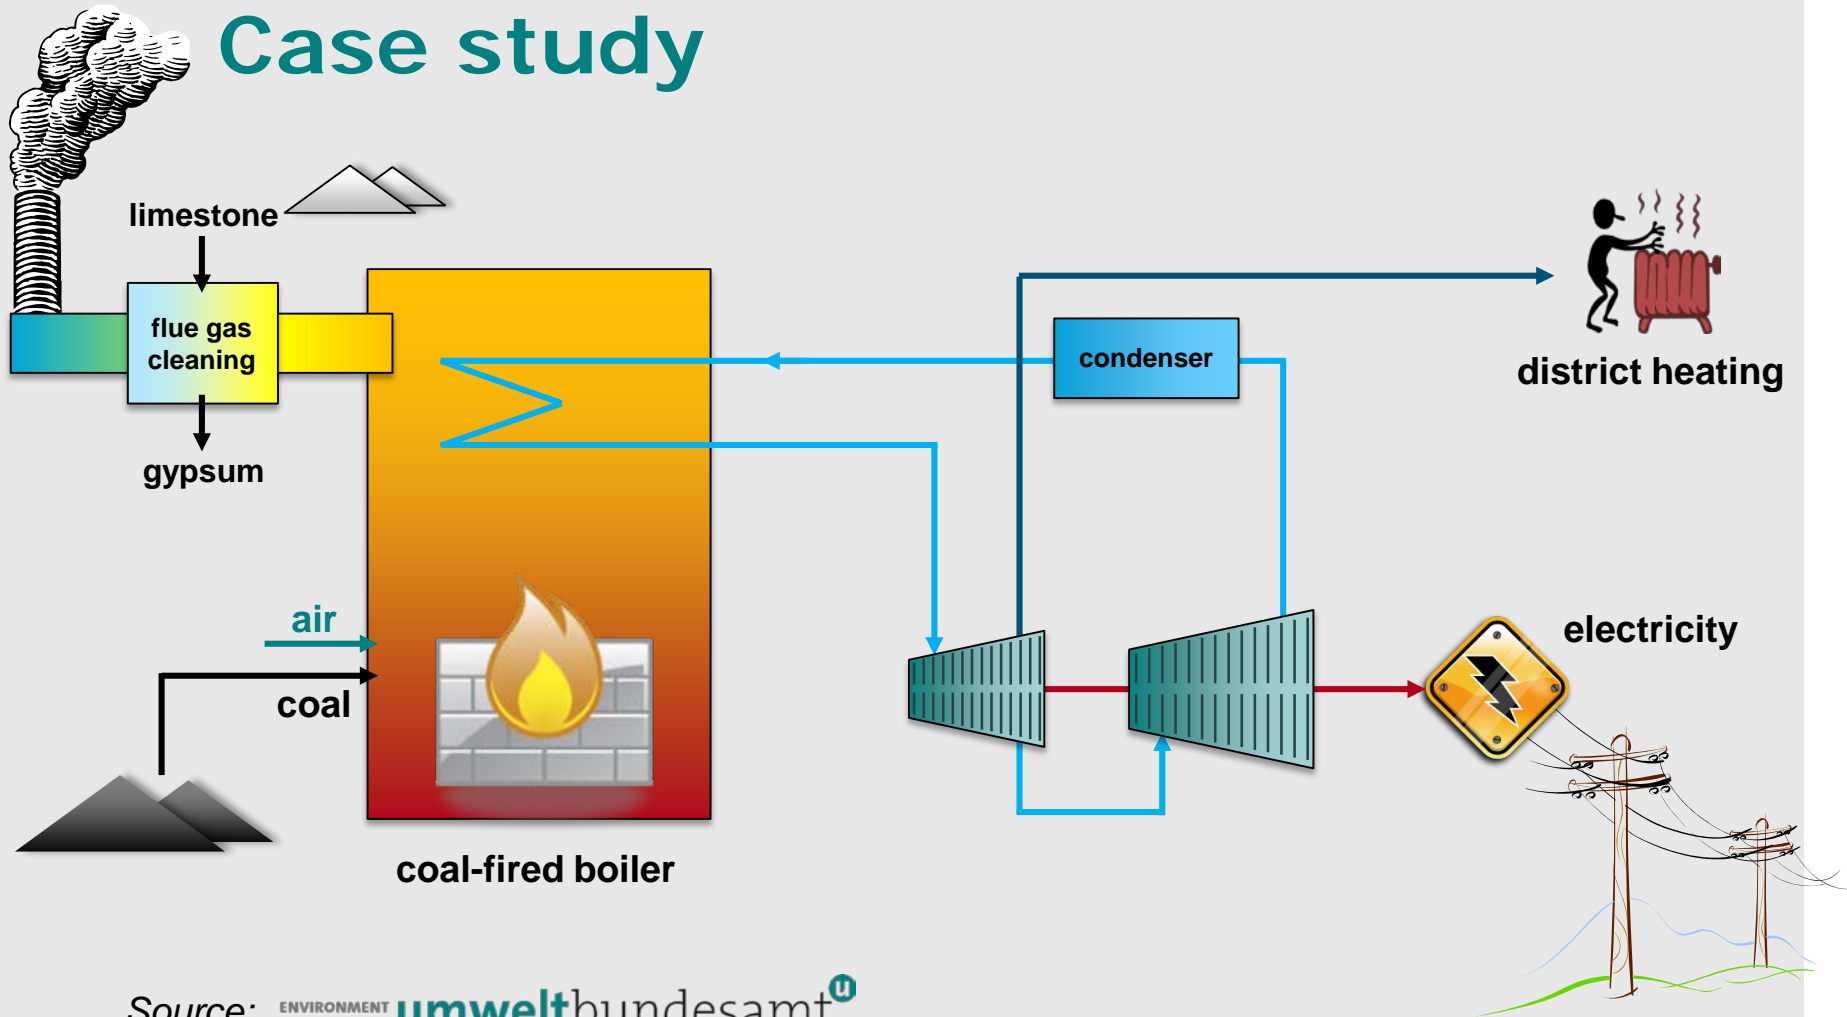 Case study
limestone
flue gas
cleaning
gypsum
condenser
district heating
air
coal
electricity
coal-fired boiler
Source: ENVIRONMENT umweltbundesamt u